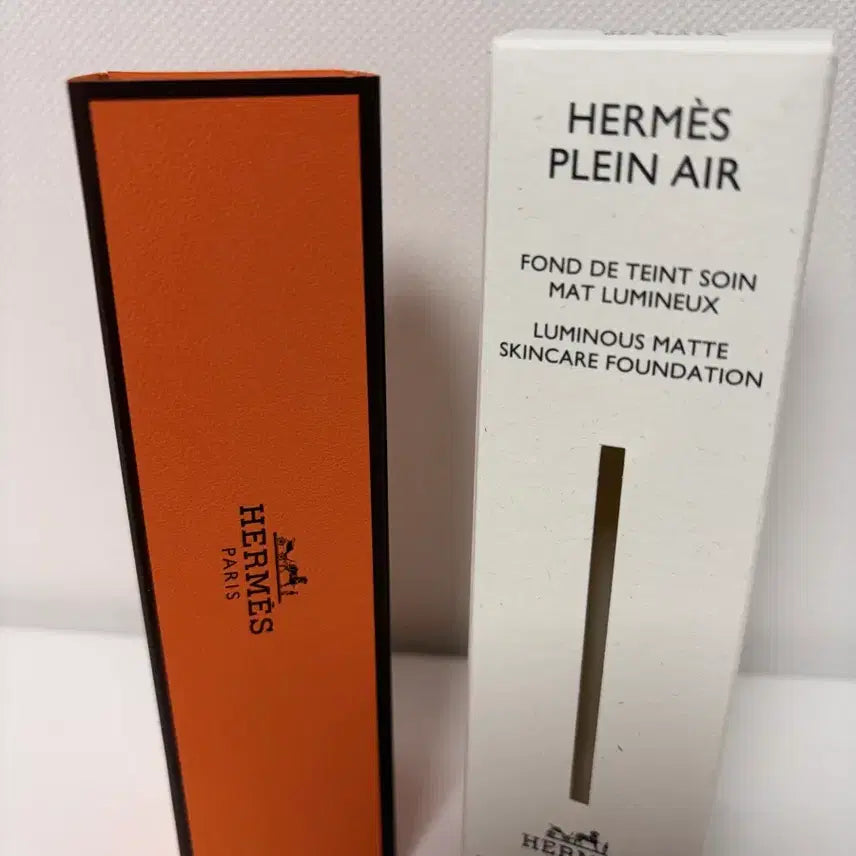 HERMÈS
PARIS
HERMÈS
PLEIN AIR
FOND DE TEINT SOIN
MAT LUMINEUX
LUMINOUS MATTE
SKINCARE FOUNDATION